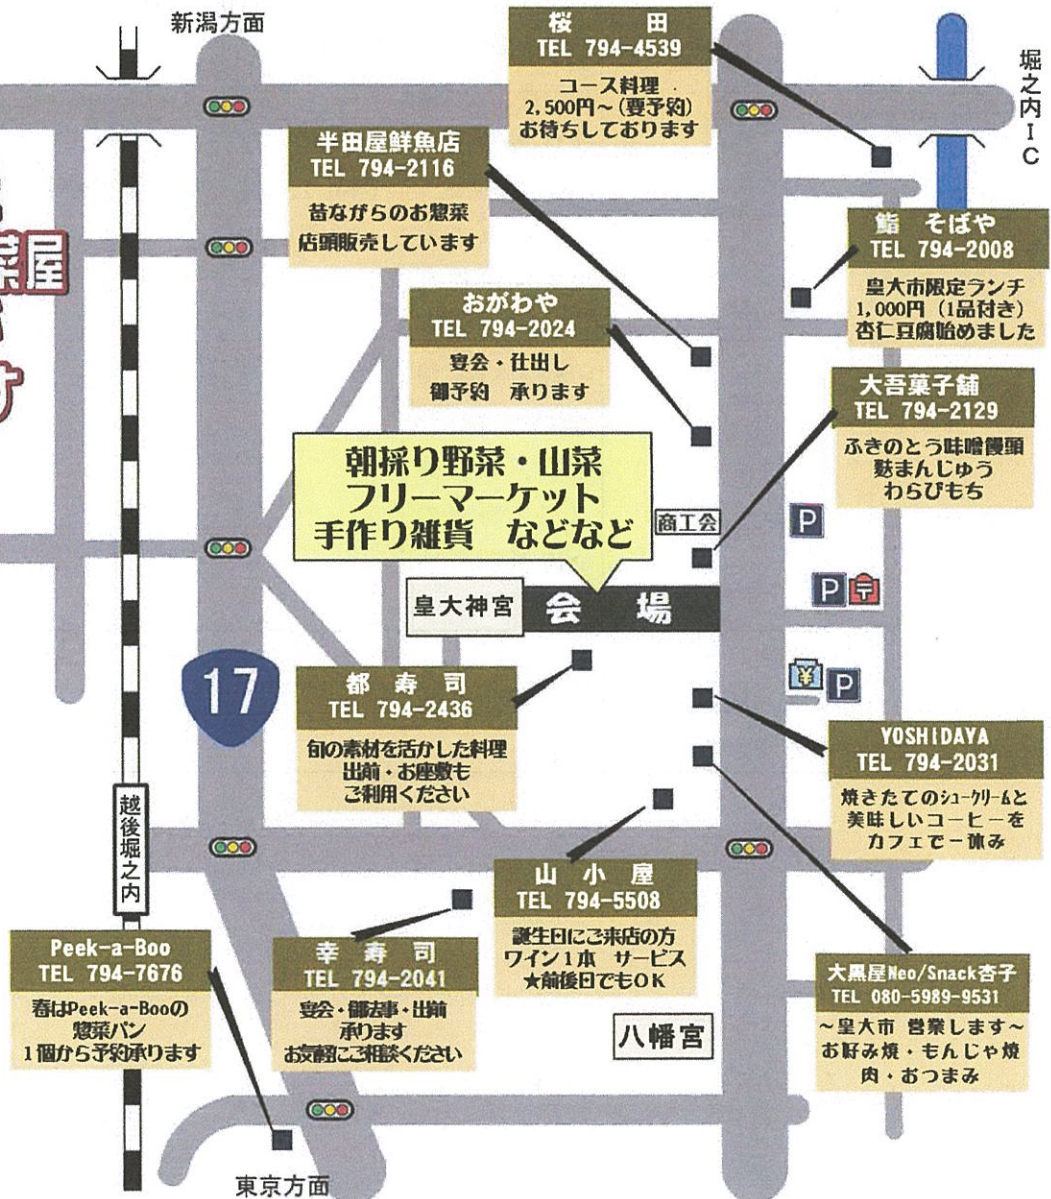 新潟方面
桜 田
TEL 794-4539
コース料理
2,500円～(要予約)
お待ちしております
堀之内IC
半田屋鮮魚店
TEL 794-2116
昔ながらのお惣菜
店頭販売しています
菜屋
鮨 そばや
TEL 794-2008
皇大市限定ランチ
1,000円 (1品付き)
杏仁豆腐始めました
おがわや
TEL 794-2024
宴会・仕出し
御予約 承ります
大吾菓子舗
TEL 794-2129
ふきのとう味噌饅頭
麩まんじゅう
わらびもち
朝採り野菜・山菜
フリーマーケット
手作り雑貨 などなど
商工会
P
P
〒
皇大神宮
会 場
17
都 寿 司
TEL 794-2436
旬の素材を活かした料理
出前・お座敷も
ご利用ください
¥
P
YOSHIDAYA
TEL 794-2031
焼きたてのシュークリームと
美味しいコーヒーを
カフェで一休み
越後堀之内
山 小 屋
TEL 794-5508
誕生日にご来店の方
ワイン1本 サービス
★前後日でもOK
Peek-a-Boo
TEL 794-7676
春はPeek-a-Booの
惣菜パン
1個から予約承ります
幸 寿 司
TEL 794-2041
宴会・御法事・出前
承ります
お気軽にご相談ください
大黒屋Neo/Snack杏子
TEL 080-5989-9531
～皇大市 営業します～
お好み焼・もんじゃ焼
肉・おつまみ
八幡宮
東京方面